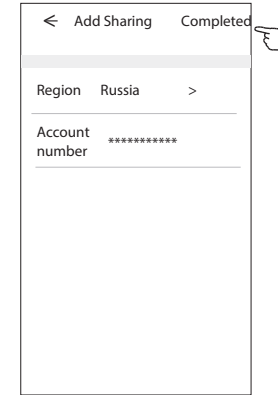 ← Add Sharing Completed
Region Russia >
Account
number ***********